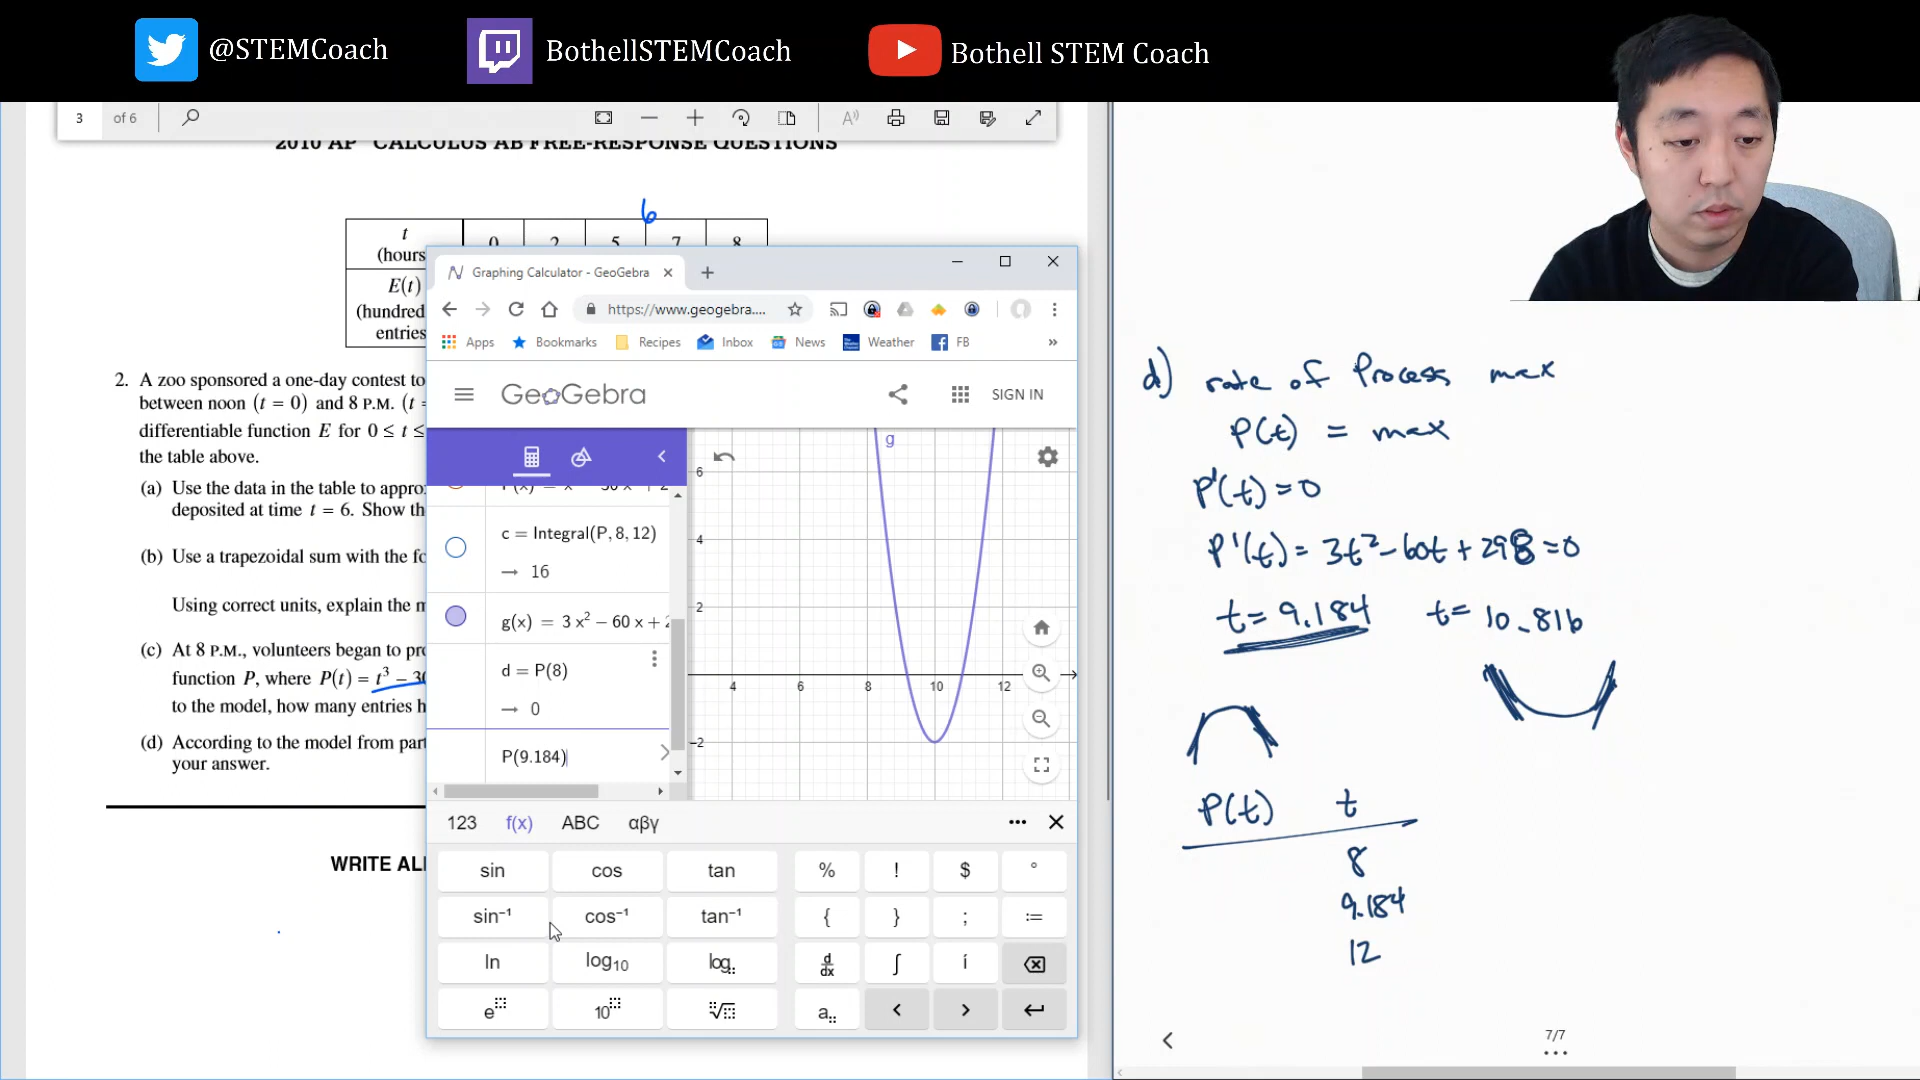 @STEMCoach
BothellSTEMCoach
Bothell STEM Coach
3 of 6
2010 AP CALCULUS AB FREE-RESPONSE QUESTIONS
6
t
(hours
0 2 5 7 8
E(t)
(hundred
entries
2. A zoo sponsored a one-day contest to
between noon (t = 0) and 8 P.M. (t =
differentiable function E for 0 ≤ t ≤
the table above.
(a) Use the data in the table to appro
deposited at time t = 6. Show the
(b) Use a trapezoidal sum with the fo
Using correct units, explain the m
(c) At 8 P.M., volunteers began to pro
function P, where P(t) = t³ − 30
to the model, how many entries h
(d) According to the model from part
your answer.
WRITE ALL
Graphing Calculator - GeoGebra
https://www.geogebra....
Apps Bookmarks Recipes Inbox News Weather FB »
GeoGebra
SIGN IN
c = Integral(P, 8, 12)
→ 16
g(x) = 3 x² − 60 x + 2
d = P(8)
→ 0
P(9.184)
g
6
4
2
4 6 8 10 12
−2
123 f(x) ABC αβγ
sin cos tan % ! $ °
sin⁻¹ cos⁻¹ tan⁻¹ { } ; :=
ln log₁₀ log d/dx ∫ í
e 10 √ a < >
d) rate of Process max
P(t) = max
P'(t) = 0
P'(t) = 3t² − 60t + 298 = 0
t = 9.184 t = 10.816
P(t) t
8
9.184
12
7/7